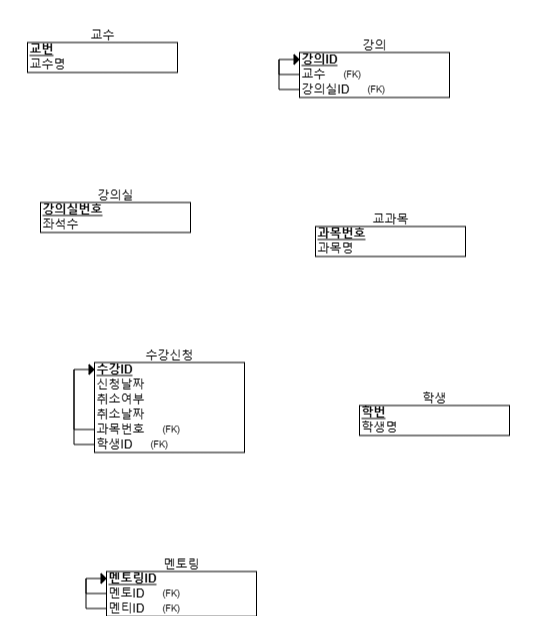 교수
교번
교수명
강의
강의ID
교수 (FK)
강의실ID (FK)
강의실
강의실번호
좌석수
교과목
과목번호
과목명
수강신청
수강ID
신청날짜
취소여부
취소날짜
과목번호 (FK)
학생ID (FK)
학생
학번
학생명
멘토링
멘토링ID
멘토ID (FK)
멘티ID (FK)